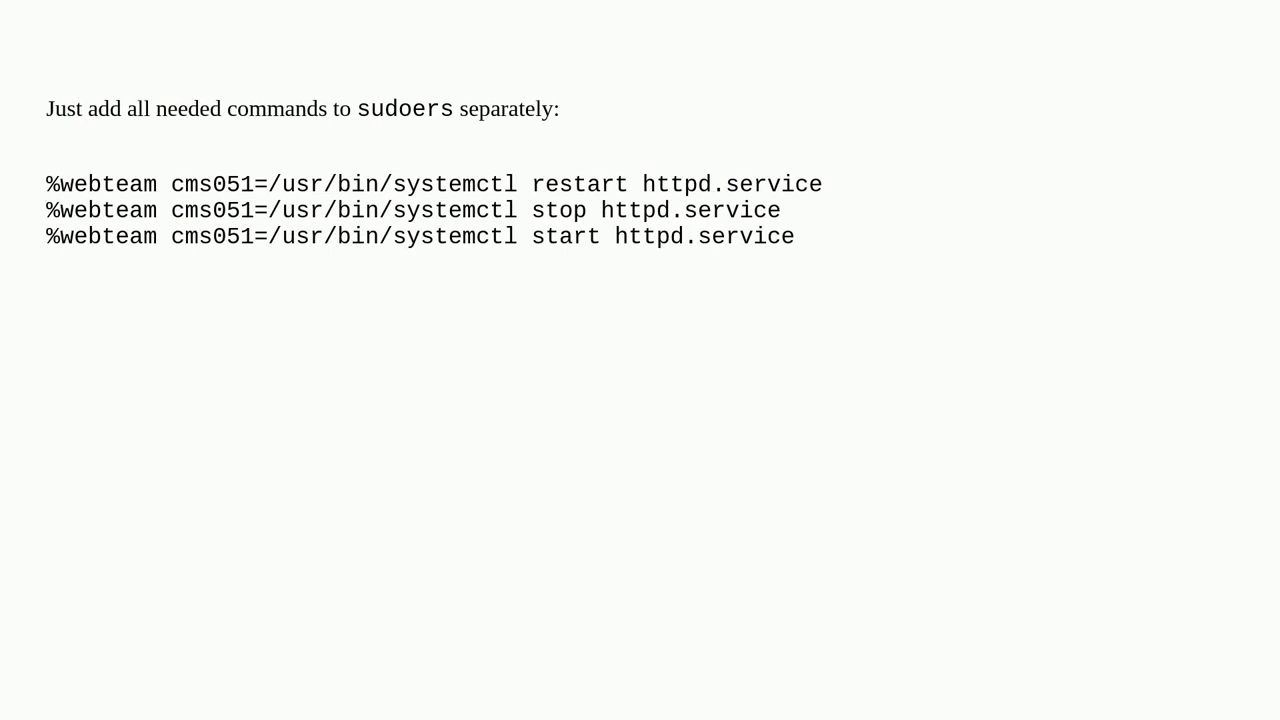 Just add all needed commands to sudoers separately:
%webteam cms051=/usr/bin/systemctl restart httpd.service
%webteam cms051=/usr/bin/systemctl stop httpd.service
%webteam cms051=/usr/bin/systemctl start httpd.service